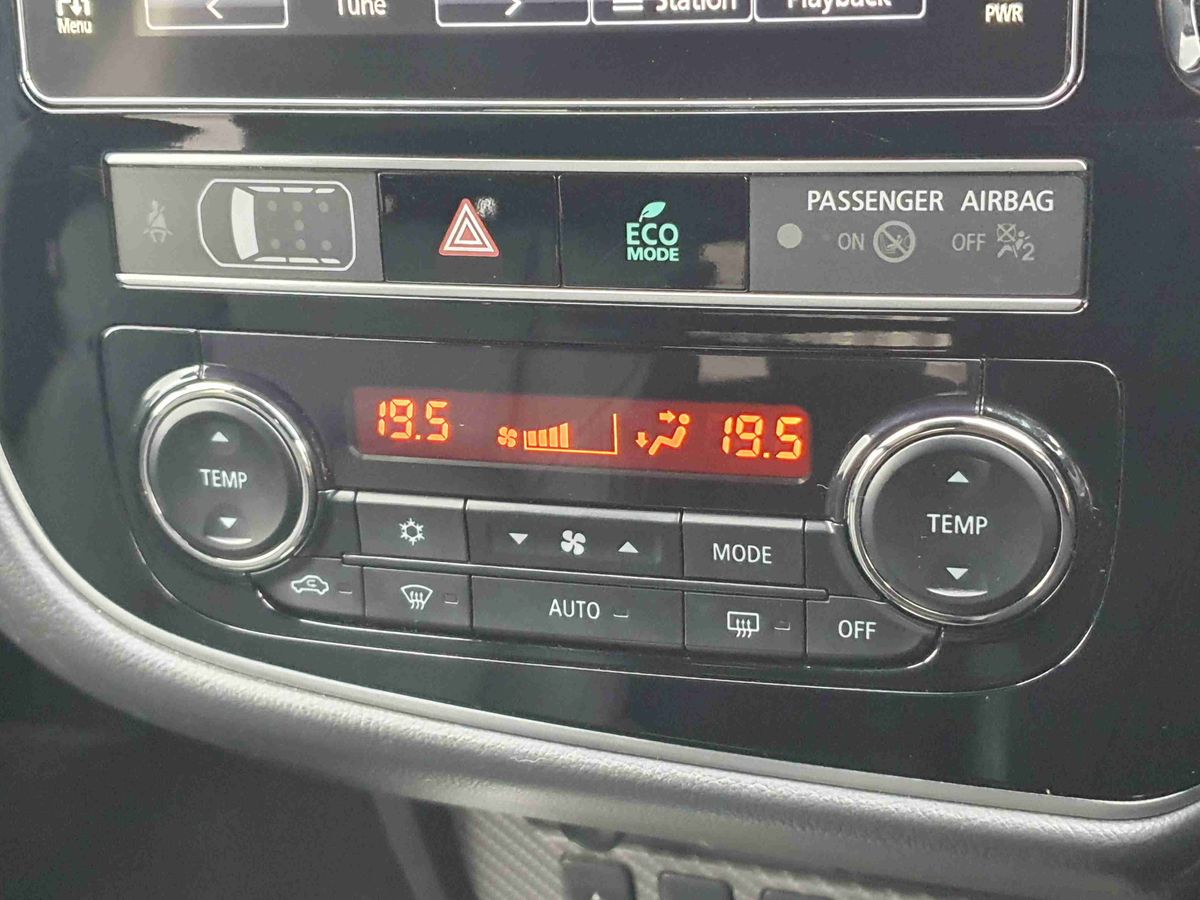 Menu
Tune
Station
Playback
PWR
ECO
MODE
PASSENGER AIRBAG
ON
OFF
2
19.5
19.5
TEMP
MODE
TEMP
AUTO
OFF